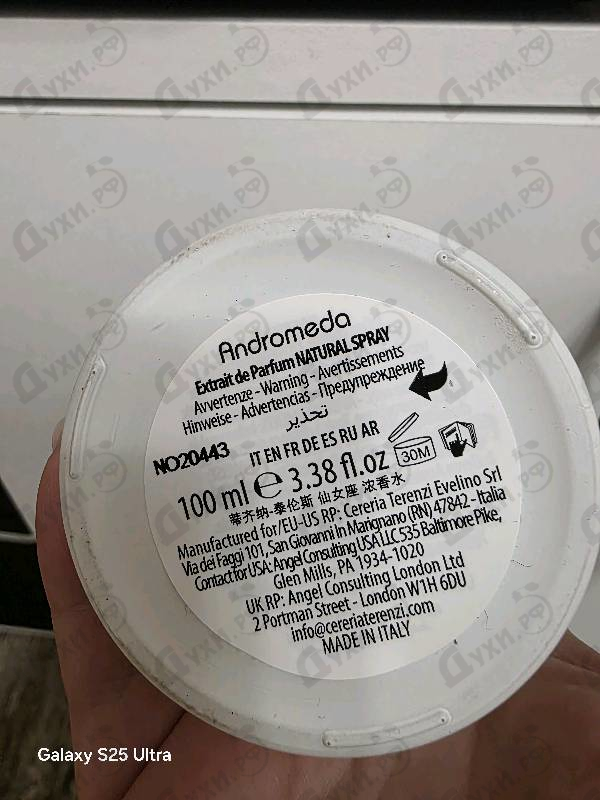 Andromeda
Extrait de Parfum NATURAL SPRAY
Avvertenze - Warning - Avertissements
Hinweise - Advertencias - Предупреждение
تحذير
NO20443
IT EN FR DE ES RU AR
100 ml e 3.38 fl.oz
30M
蒂齐纳-泰伦斯 仙女座 浓香水
Manufactured for/EU-US RP: Cereria Terenzi Evelino Srl
Via dei Faggi 101, San Giovanni in Marignano (RN) 47842 - Italia
Contact for USA: Angel Consulting USA LLC 535 Baltimore Pike,
Glen Mills, PA 1934-1020
UK RP: Angel Consulting London Ltd
2 Portman Street - London W1H 6DU
info@cereriaterenzi.com
MADE IN ITALY
Galaxy S25 Ultra
Духи.рф